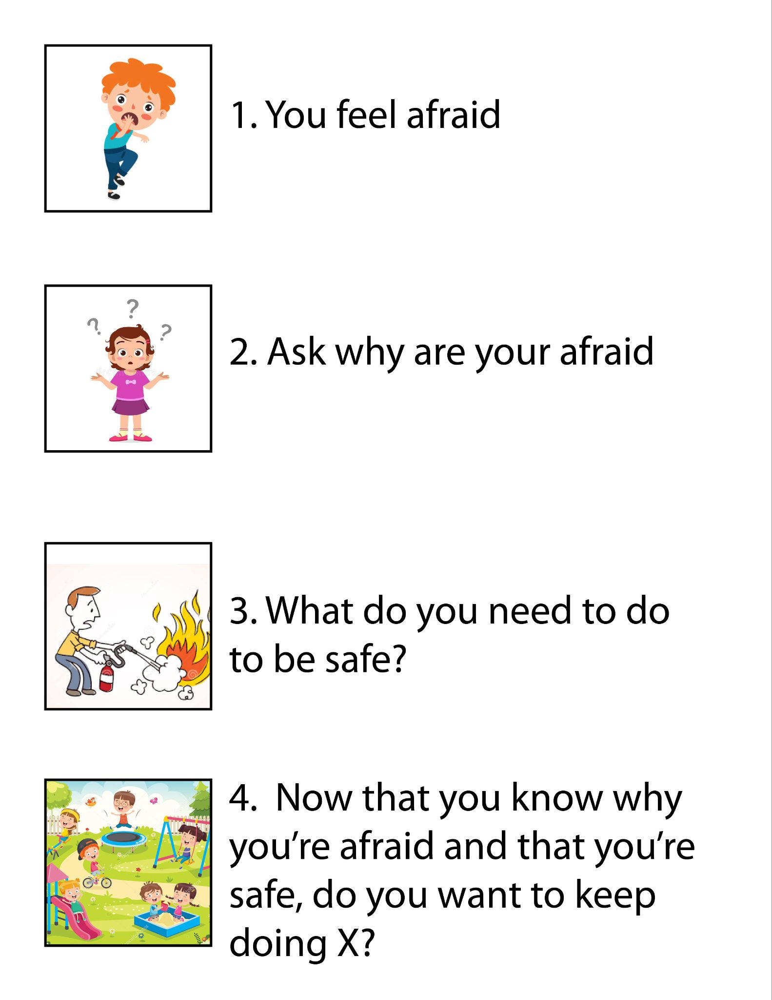 1. You feel afraid
2. Ask why are your afraid
3. What do you need to do
to be safe?
4.  Now that you know why
you’re afraid and that you’re
safe, do you want to keep
doing X?